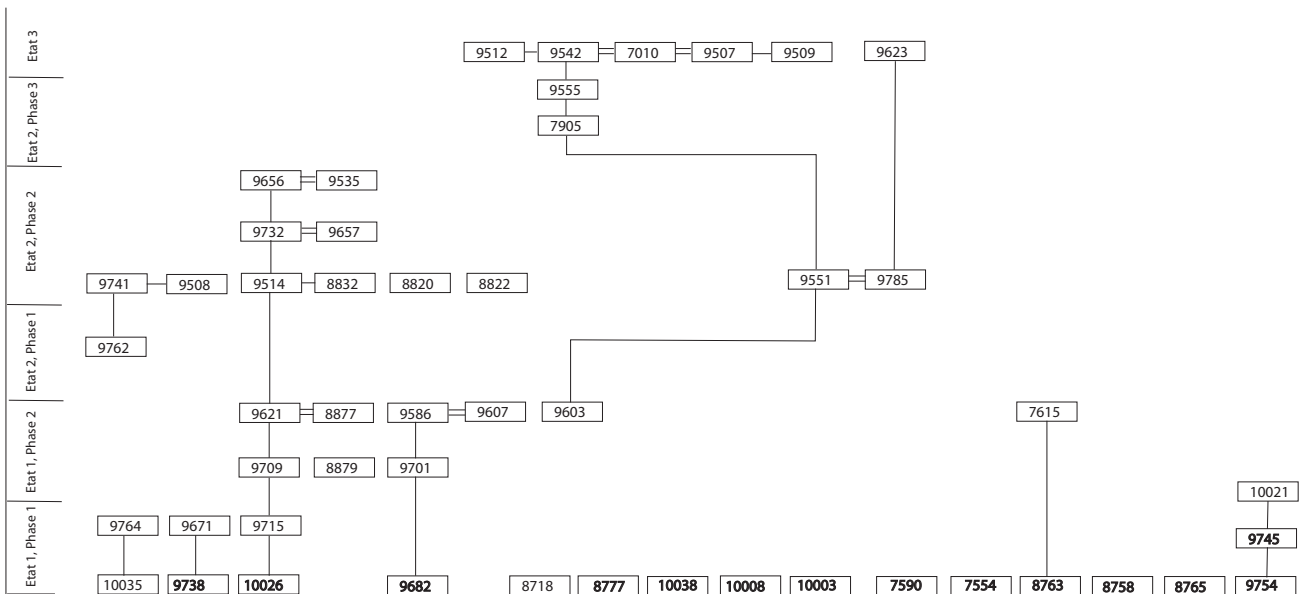 Etat 3
9512 9542 7010 9507 9509 9623
Etat 2, Phase 3
9555
7905
Etat 2, Phase 2
9656 9535
9732 9657
9741 9508 9514 8832 8820 8822 9551 9785
Etat 2, Phase 1
9762
Etat 1, Phase 2
9621 8877 9586 9607 9603 7615
9709 8879 9701
10021
Etat 1, Phase 1
9764 9671 9715
9745
10035 9738 10026 9682 8718 8777 10038 10008 10003 7590 7554 8763 8758 8765 9754